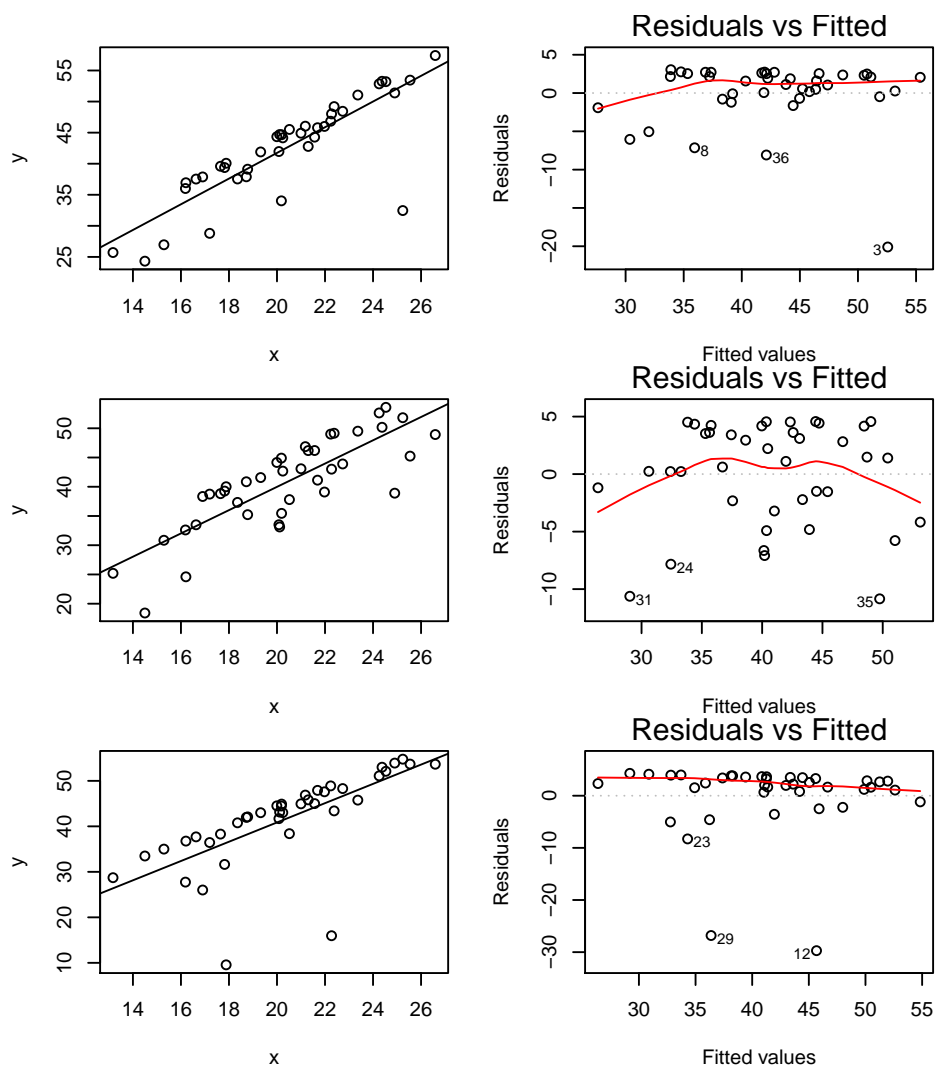 Residuals vs Fitted
y
25 35 45 55
14 16 18 20 22 24 26
x
Residuals
−20 −10 0 5
8
36
3
30 35 40 45 50 55
Fitted values
Residuals vs Fitted
y
20 30 40 50
14 16 18 20 22 24 26
x
Residuals
−10 −5 0 5
24
31
35
30 35 40 45 50
Fitted values
Residuals vs Fitted
y
10 20 30 40 50
14 16 18 20 22 24 26
x
Residuals
−30 −20 −10 0
23
29
12
30 35 40 45 50 55
Fitted values